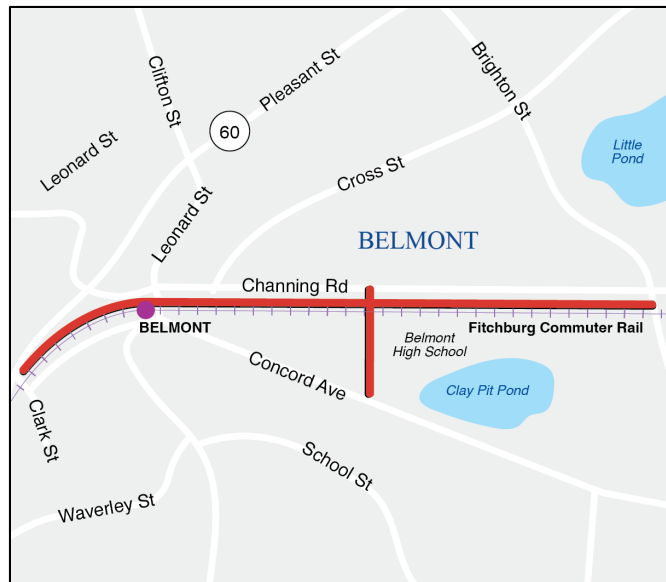 Clifton St
Pleasant St
Brighton St
60
Leonard St
Little
Pond
Cross St
Leonard St
BELMONT
Channing Rd
BELMONT
Belmont
High School
Fitchburg Commuter Rail
Concord Ave
Clay Pit Pond
Clark St
School St
Waverley St